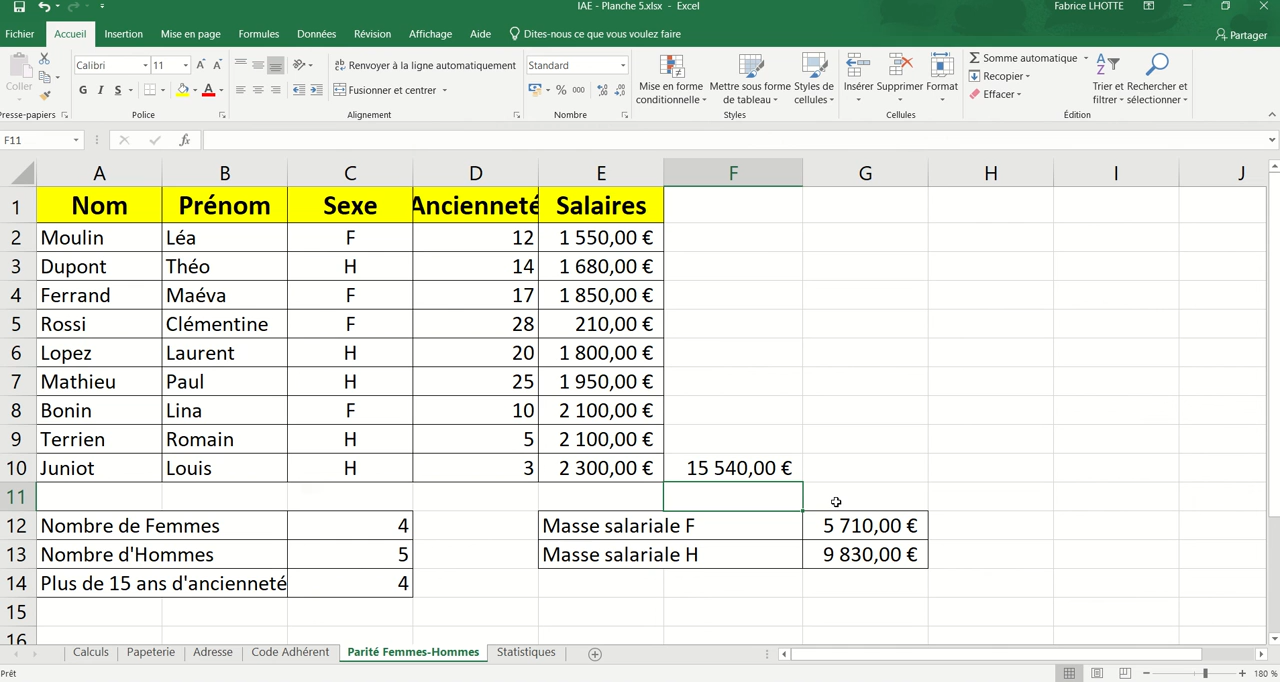 IAE - Planche 5.xlsx - Excel
Fabrice LHOTTE
Fichier Accueil Insertion Mise en page Formules Données Révision Affichage Aide Dites-nous ce que vous voulez faire Partager
Coller
Calibri 11 A A
Renvoyer à la ligne automatiquement
Standard
G I S A
Fusionner et centrer
% 000
Mise en forme conditionnelle
Mettre sous forme de tableau
Styles de cellules
Insérer Supprimer Format
Somme automatique
Recopier
Effacer
Trier et filtrer
Rechercher et sélectionner
Presse-papiers Police Alignement Nombre Styles Cellules Édition
F11 fx
A B C D E F G H I J
1 Nom Prénom Sexe Ancienneté Salaires
2 Moulin Léa F 12 1 550,00 €
3 Dupont Théo H 14 1 680,00 €
4 Ferrand Maéva F 17 1 850,00 €
5 Rossi Clémentine F 28 210,00 €
6 Lopez Laurent H 20 1 800,00 €
7 Mathieu Paul H 25 1 950,00 €
8 Bonin Lina F 10 2 100,00 €
9 Terrien Romain H 5 2 100,00 €
10 Juniot Louis H 3 2 300,00 € 15 540,00 €
11
12 Nombre de Femmes 4 Masse salariale F 5 710,00 €
13 Nombre d'Hommes 5 Masse salariale H 9 830,00 €
14 Plus de 15 ans d'ancienneté 4
15
16
Calculs Papeterie Adresse Code Adhérent Parité Femmes-Hommes Statistiques
Prêt
180 %